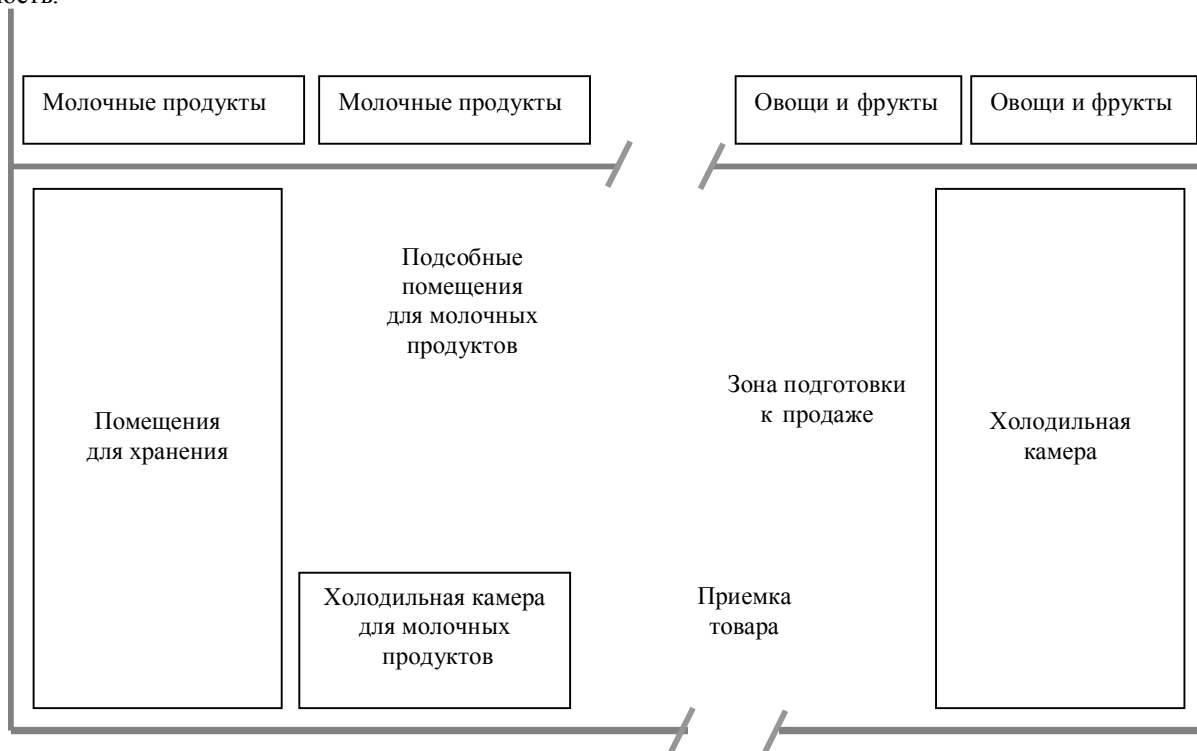 Молочные продукты
Молочные продукты
Овощи и фрукты
Овощи и фрукты
Подсобные
помещения
для молочных
продуктов
Зона подготовки
к продаже
Помещения
для хранения
Холодильная
камера
Холодильная камера
для молочных
продуктов
Приемка
товара